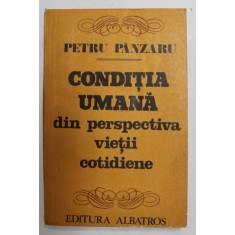 PETRU PÂNZARU
CONDIȚIA
UMANĂ
din perspectiva
vieții
cotidiene
EDITURA ALBATROS